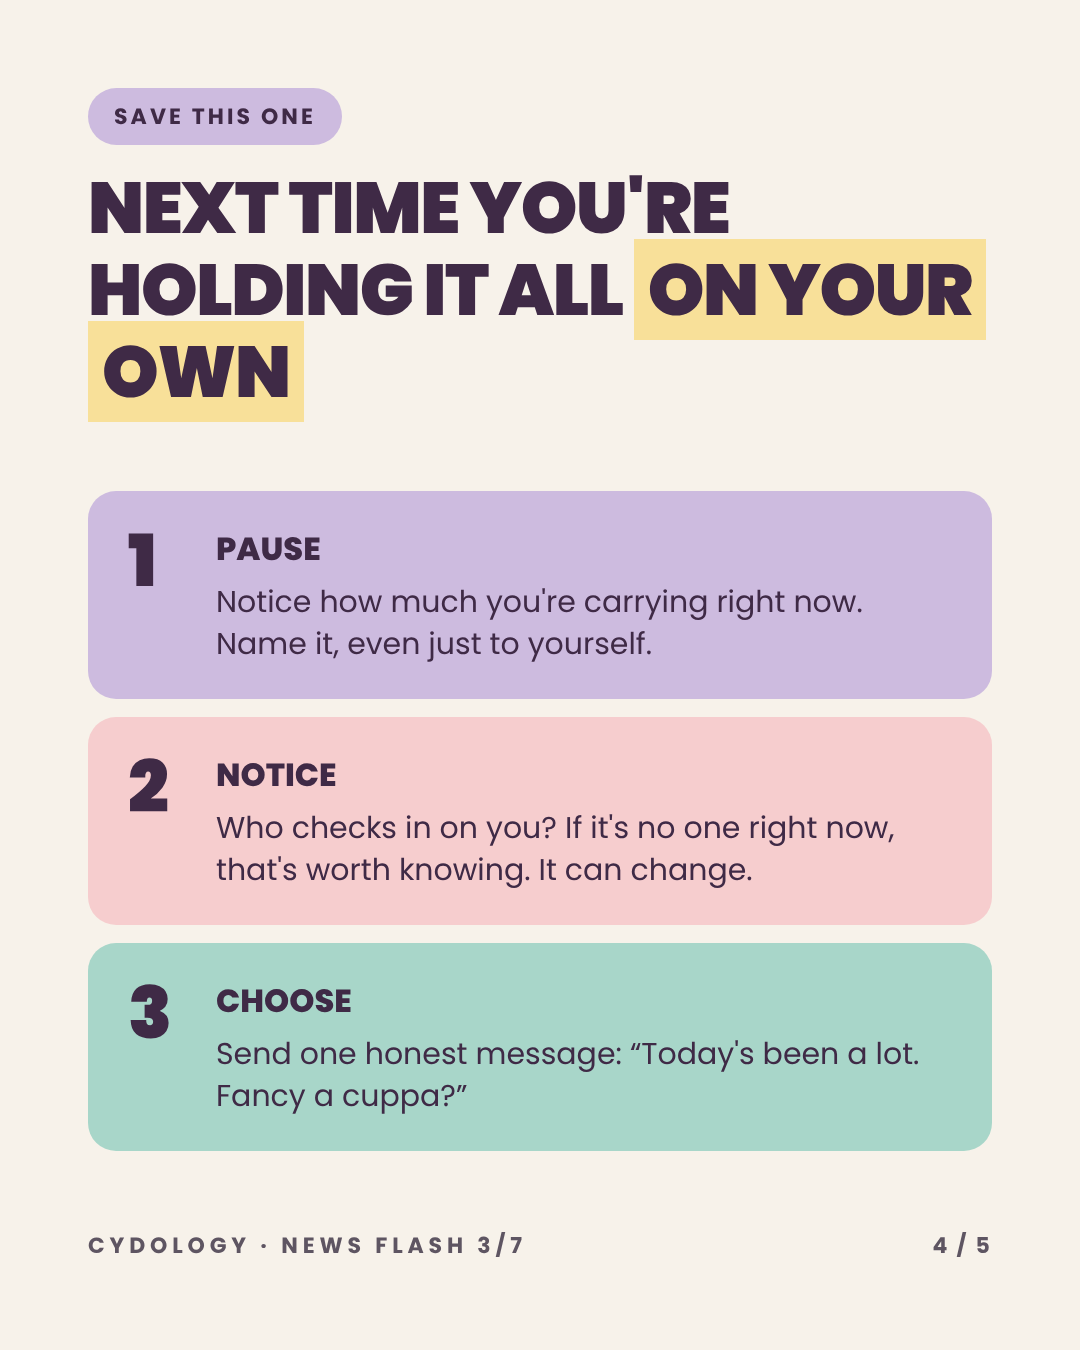 SAVE THIS ONE
NEXT TIME YOU'RE
HOLDING IT ALL ON YOUR
OWN
1
PAUSE
Notice how much you're carrying right now.
Name it, even just to yourself.
2
NOTICE
Who checks in on you? If it's no one right now,
that's worth knowing. It can change.
3
CHOOSE
Send one honest message: “Today's been a lot.
Fancy a cuppa?”
CYDOLOGY · NEWS FLASH 3/7
4 / 5